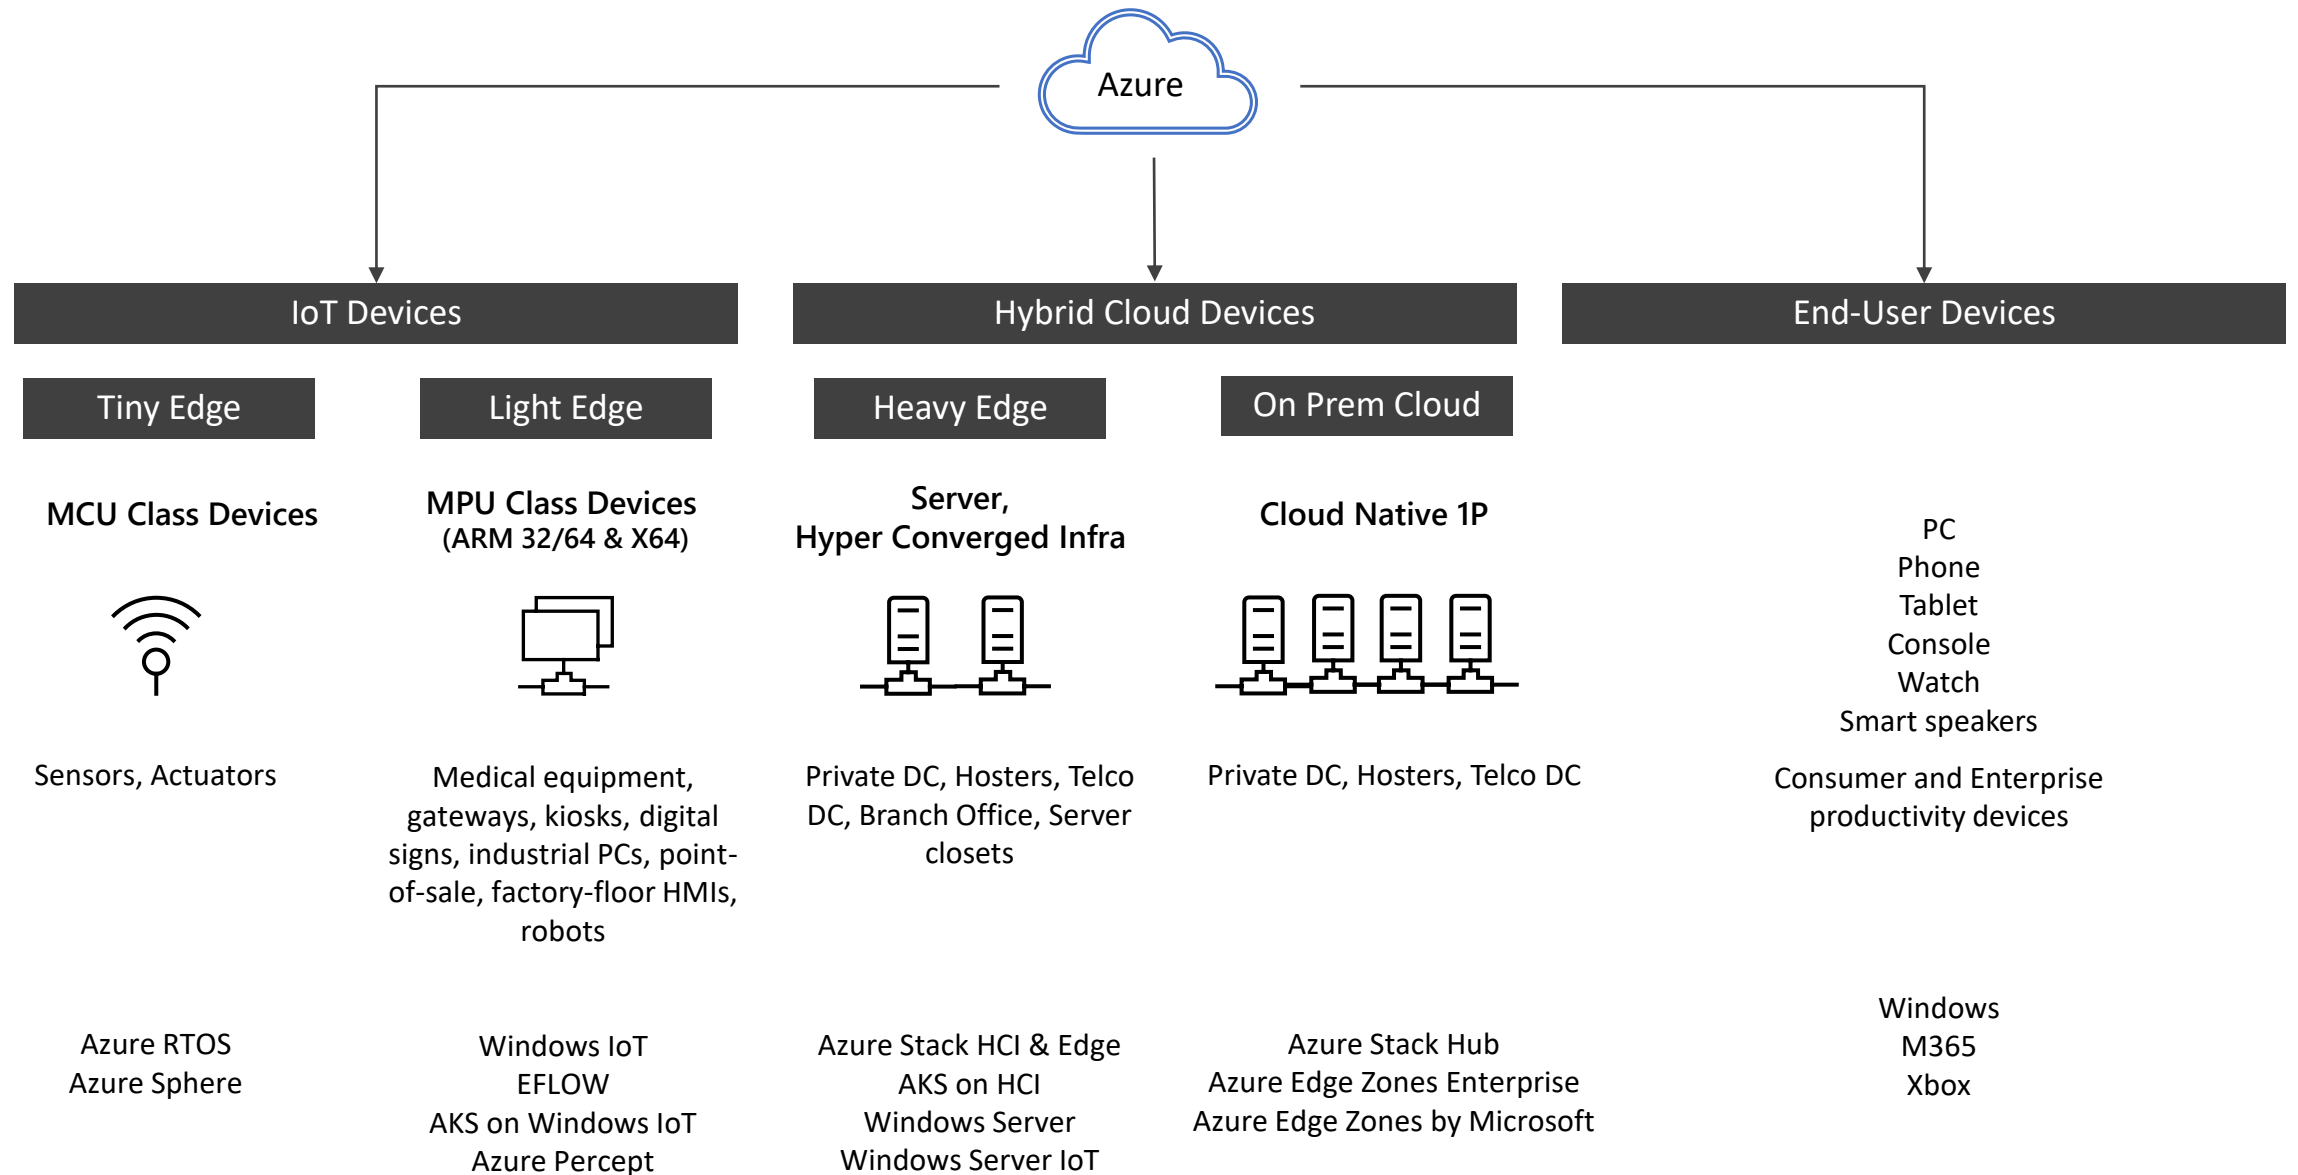 Azure
IoT Devices
Hybrid Cloud Devices
End-User Devices
Tiny Edge
Light Edge
Heavy Edge
On Prem Cloud
MCU Class Devices
MPU Class Devices
(ARM 32/64 & X64)
Server,
Hyper Converged Infra
Cloud Native 1P
PC
Phone
Tablet
Console
Watch
Smart speakers
Sensors, Actuators
Medical equipment,
gateways, kiosks, digital
signs, industrial PCs, point-
of-sale, factory-floor HMIs,
robots
Private DC, Hosters, Telco
DC, Branch Office, Server
closets
Private DC, Hosters, Telco DC
Consumer and Enterprise
productivity devices
Azure RTOS
Azure Sphere
Windows IoT
EFLOW
AKS on Windows IoT
Azure Percept
Azure Stack HCI & Edge
AKS on HCI
Windows Server
Windows Server IoT
Azure Stack Hub
Azure Edge Zones Enterprise
Azure Edge Zones by Microsoft
Windows
M365
Xbox